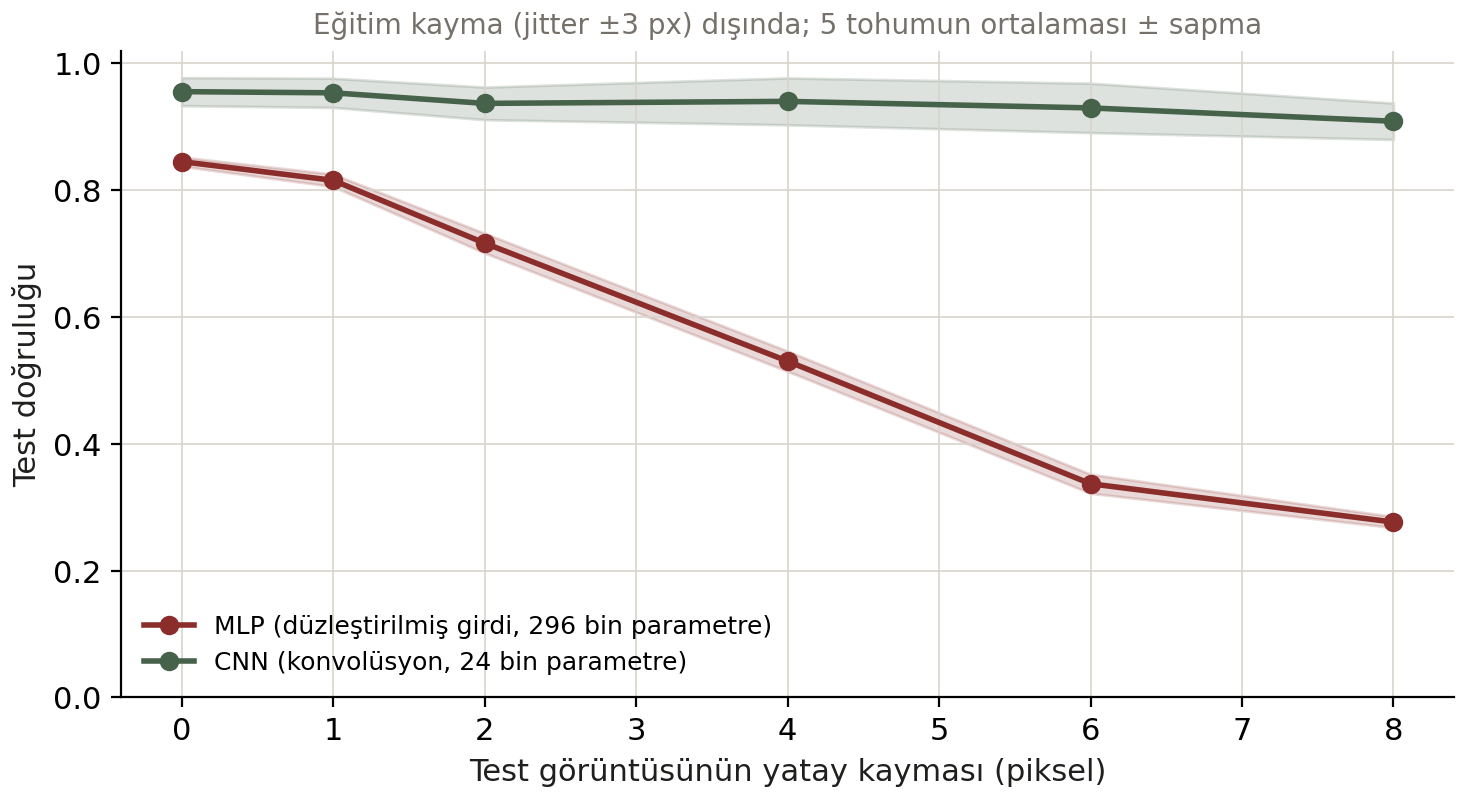 Eğitim kayma (jitter ±3 px) dışında; 5 tohumun ortalaması ± sapma
1.0
0.8
0.6
0.4
0.2
0.0
Test doğruluğu
MLP (düzleştirilmiş girdi, 296 bin parametre)
CNN (konvolüsyon, 24 bin parametre)
0 1 2 3 4 5 6 7 8
Test görüntüsünün yatay kayması (piksel)